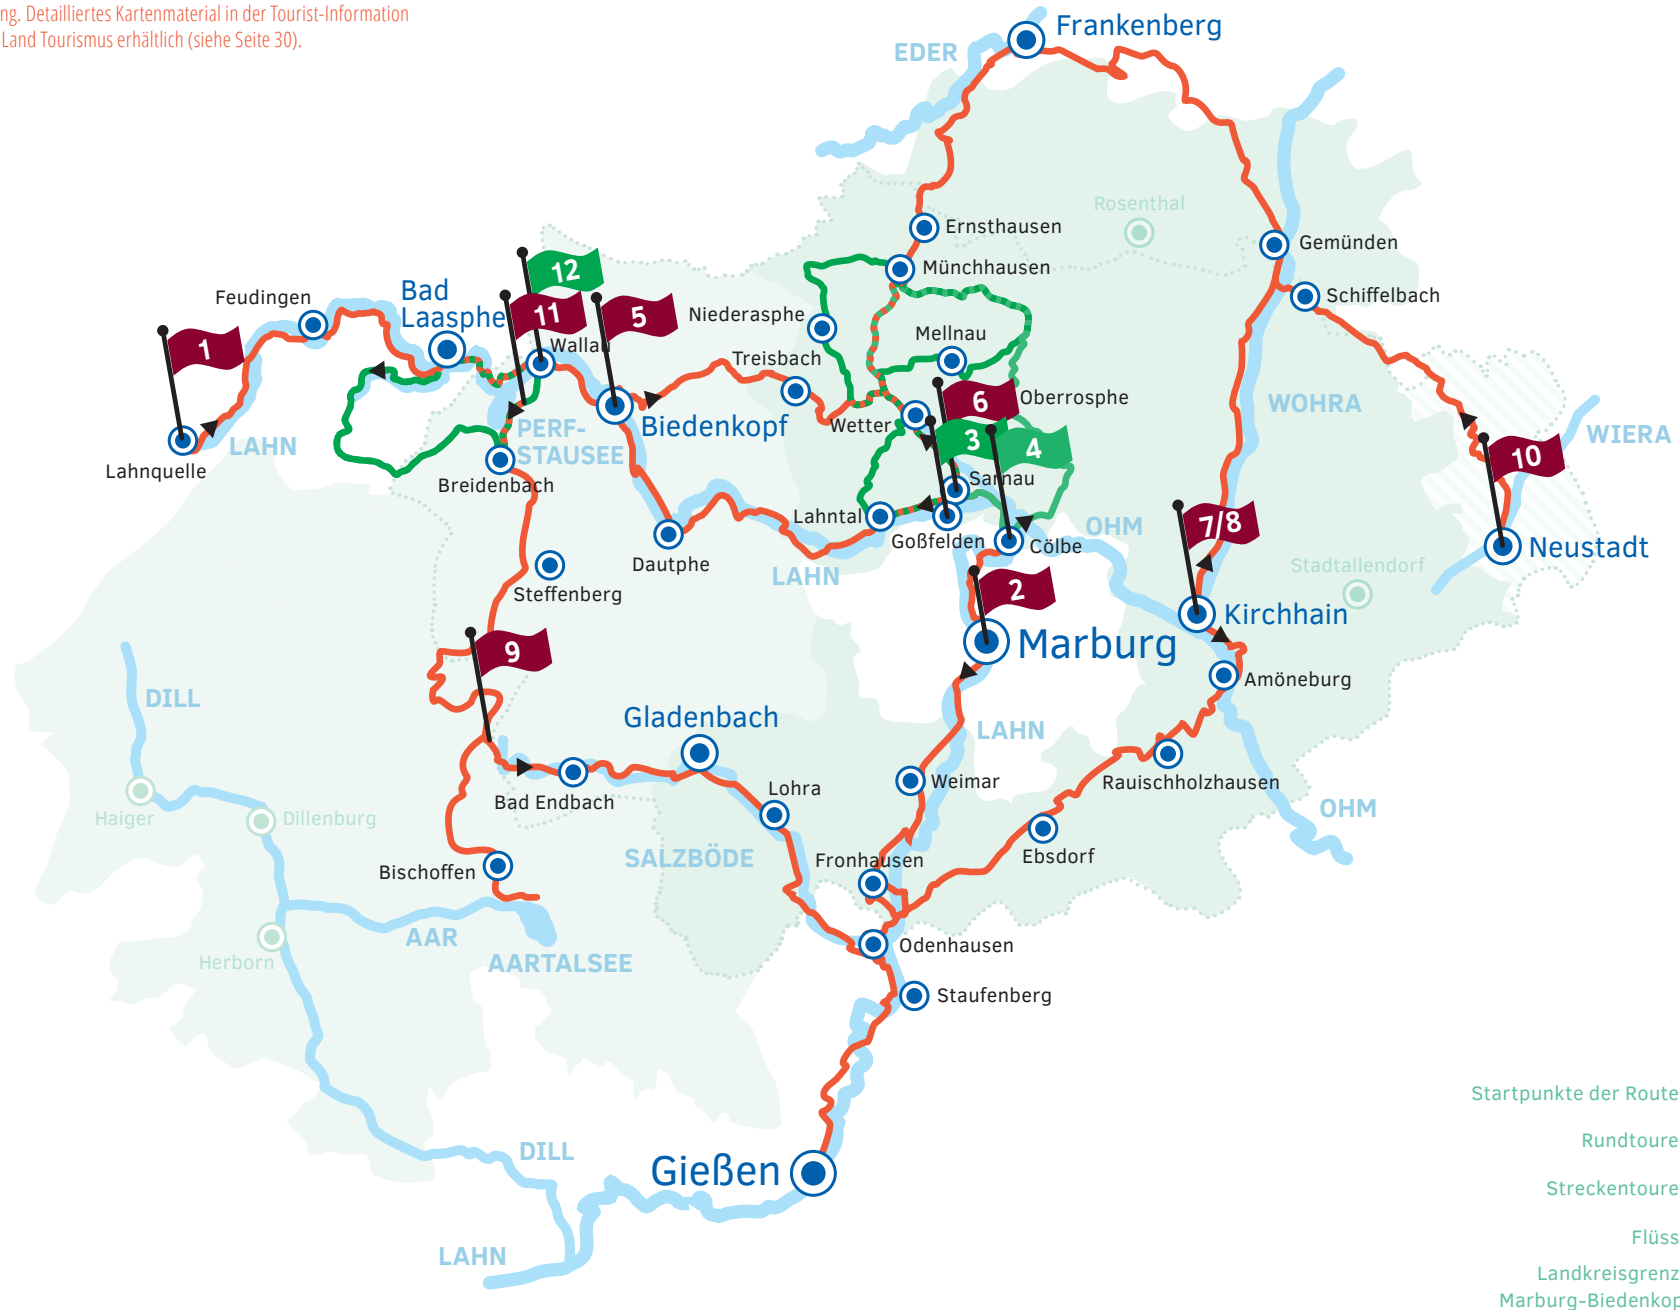 ng. Detailliertes Kartenmaterial in der Tourist-Information
Land Tourismus erhältlich (siehe Seite 30).
Frankenberg
EDER
Rosenthal
Ernsthausen
Gemünden
Münchhausen
12
Bad
Laasphe
Feudingen
11
5
Niederasphe
Schiffelbach
1
Wallau
Treisbach
Mellnau
6
Oberrosphe
WOHRA
Biedenkopf
Wetter
LAHN
PERF-
STAUSEE
3
4
WIERA
Lahnquelle
Breidenbach
Sarnau
10
Lahntal
Goßfelden
Cölbe
OHM
7/8
Neustadt
Dautphe
LAHN
Stadtallendorf
Steffenberg
2
Kirchhain
9
Marburg
Amöneburg
DILL
Gladenbach
LAHN
Weimar
Rauischholzhausen
Bad Endbach
Lohra
OHM
Haiger
Dillenburg
SALZBÖDE
Fronhausen
Ebsdorf
Bischoffen
AAR
Odenhausen
Herborn
AARTALSEE
Staufenberg
Startpunkte der Route
Rundtoure
DILL
Gießen
Streckentoure
Flüss
LAHN
Landkreisgrenz
Marburg-Biedenkop